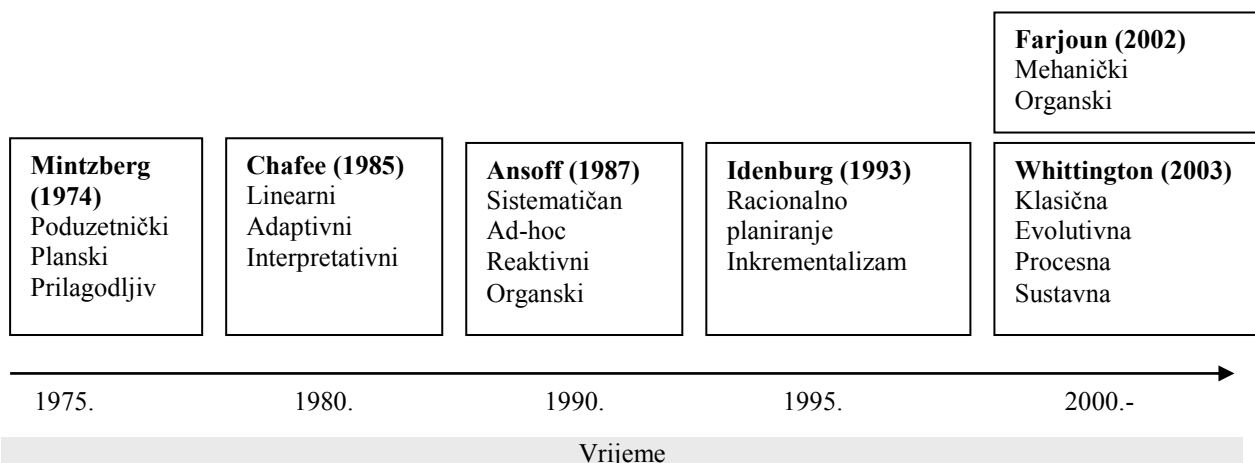 Farjoun (2002)
Mehanički
Organski
Mintzberg
(1974)
Poduzetnički
Planski
Prilagodljiv
Chafee (1985)
Linearni
Adaptivni
Interpretativni
Ansoff (1987)
Sistematičan
Ad-hoc
Reaktivni
Organski
Idenburg (1993)
Racionalno
planiranje
Inkrementalizam
Whittington (2003)
Klasična
Evolutivna
Procesna
Sustavna
1975. 1980. 1990. 1995. 2000.-
Vrijeme